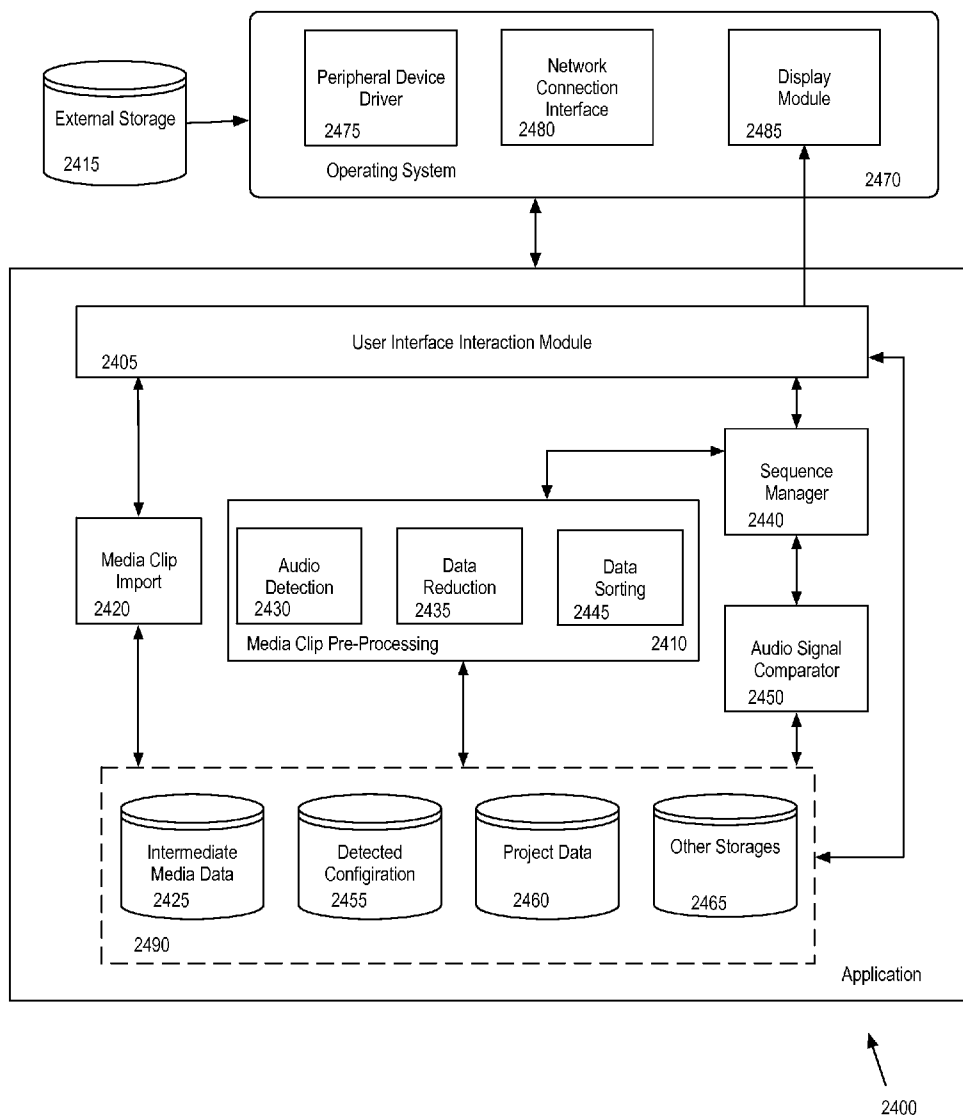 External Storage
2415
Peripheral Device
Driver
2475
Network
Connection
Interface
2480
Display
Module
2485
Operating System
2470
User Interface Interaction Module
2405
Sequence
Manager
2440
Media Clip
Import
2420
Audio
Detection
2430
Data
Reduction
2435
Data
Sorting
2445
Media Clip Pre-Processing
2410
Audio Signal
Comparator
2450
Intermediate
Media Data
2425
Detected
Configiration
2455
Project Data
2460
Other Storages
2465
2490
Application
2400